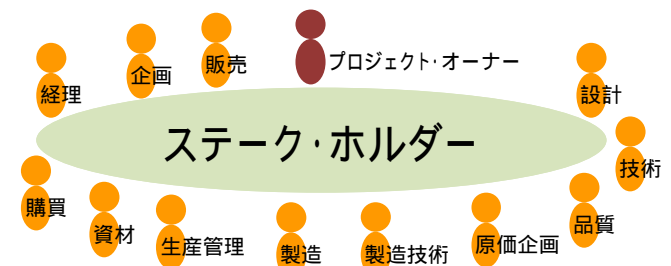 販売
プロジェクト・オーナー
企画
経理
設計
ステーク・ホルダー
技術
購買
資材
品質
生産管理
製造
製造技術
原価企画